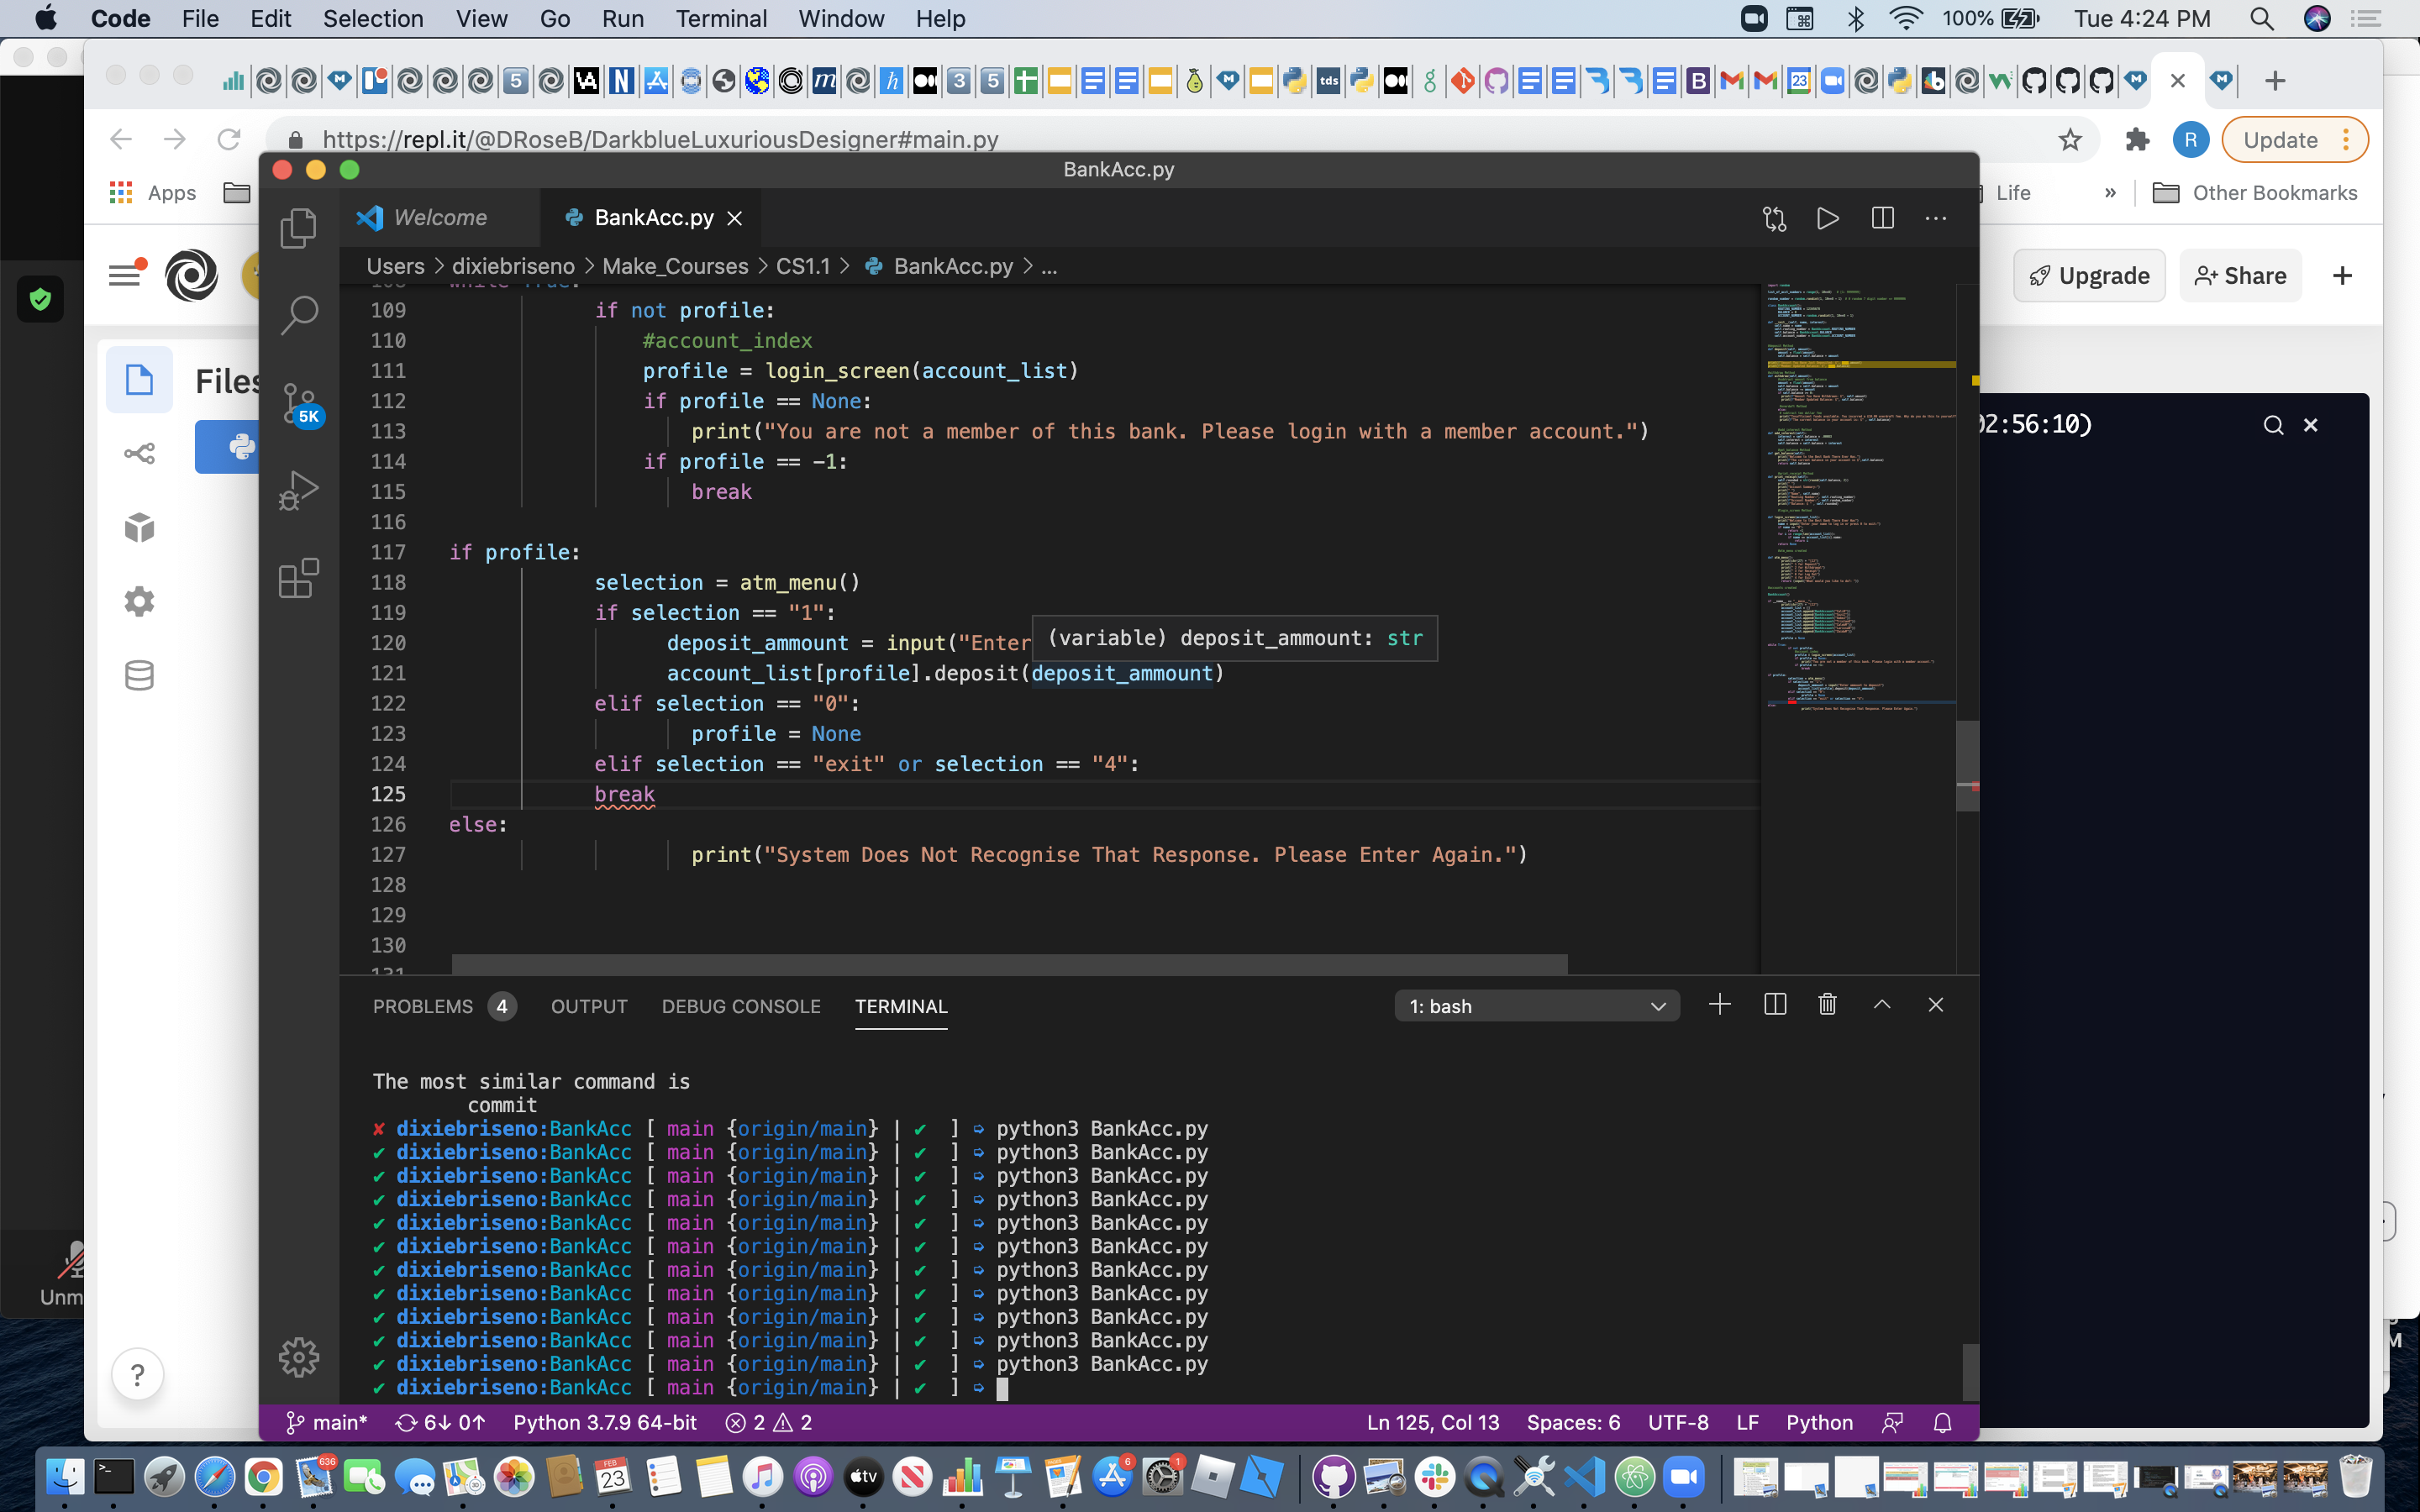 Code File Edit Selection View Go Run Terminal Window Help 100% Tue 4:24 PM
https://repl.it/@DRoseB/DarkblueLuxuriousDesigner#main.py R Update
Apps Life » Other Bookmarks
BankAcc.py
Welcome BankAcc.py
Users > dixiebriseno > Make_Courses > CS1.1 > BankAcc.py > ...
Upgrade Share +
Files
5K
02:56:10)
108 while True:
109 if not profile:
110 #account_index
111 profile = login_screen(account_list)
112 if profile == None:
113 print("You are not a member of this bank. Please login with a member account.")
114 if profile == -1:
115 break
116
117 if profile:
118 selection = atm_menu()
119 if selection == "1":
120 deposit_ammount = input("Enter
(variable) deposit_ammount: str
121 account_list[profile].deposit(deposit_ammount)
122 elif selection == "0":
123 profile = None
124 elif selection == "exit" or selection == "4":
125 break
126 else:
127 print("System Does Not Recognise That Response. Please Enter Again.")
128
129
130
131
PROBLEMS 4 OUTPUT DEBUG CONSOLE TERMINAL 1: bash
The most similar command is
commit
✘ dixiebriseno:BankAcc [ main {origin/main} | ✔ ] ➭ python3 BankAcc.py
✔ dixiebriseno:BankAcc [ main {origin/main} | ✔ ] ➭ python3 BankAcc.py
✔ dixiebriseno:BankAcc [ main {origin/main} | ✔ ] ➭ python3 BankAcc.py
✔ dixiebriseno:BankAcc [ main {origin/main} | ✔ ] ➭ python3 BankAcc.py
✔ dixiebriseno:BankAcc [ main {origin/main} | ✔ ] ➭ python3 BankAcc.py
✔ dixiebriseno:BankAcc [ main {origin/main} | ✔ ] ➭ python3 BankAcc.py
✔ dixiebriseno:BankAcc [ main {origin/main} | ✔ ] ➭ python3 BankAcc.py
✔ dixiebriseno:BankAcc [ main {origin/main} | ✔ ] ➭ python3 BankAcc.py
✔ dixiebriseno:BankAcc [ main {origin/main} | ✔ ] ➭ python3 BankAcc.py
✔ dixiebriseno:BankAcc [ main {origin/main} | ✔ ] ➭ python3 BankAcc.py
✔ dixiebriseno:BankAcc [ main {origin/main} | ✔ ] ➭ python3 BankAcc.py
✔ dixiebriseno:BankAcc [ main {origin/main} | ✔ ] ➭
Unm
?
main* 6↓ 0↑ Python 3.7.9 64-bit 2 2 Ln 125, Col 13 Spaces: 6 UTF-8 LF Python
636 FEB 23 tv 6 1